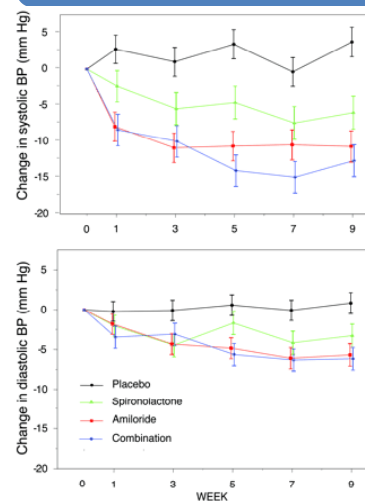 Change in systolic BP (mm Hg)
5
0
-5
-10
-15
-20
0 1 3 5 7 9
Change in diastolic BP (mm Hg)
5
0
-5
-10
-15
-20
Placebo
Spironolactone
Amiloride
Combination
0 1 3 5 7 9
WEEK